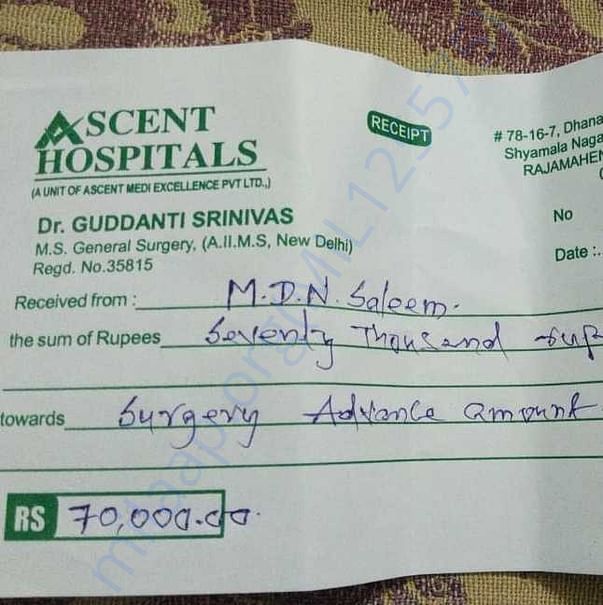 ASCENT
HOSPITALS
(A UNIT OF ASCENT MEDI EXCELLENCE PVT LTD.,)
RECEIPT
# 78-16-7, Dhana
Shyamala Naga
RAJAMAHEN
(
Dr. GUDDANTI SRINIVAS
M.S. General Surgery, (A.II.M.S, New Delhi)
Regd. No.35815
No
Date :.
Received from : M.D.N. Saleem.
the sum of Rupees Seventy Thousand rup
towards Surgery Advance amount
RS 70,000.00.